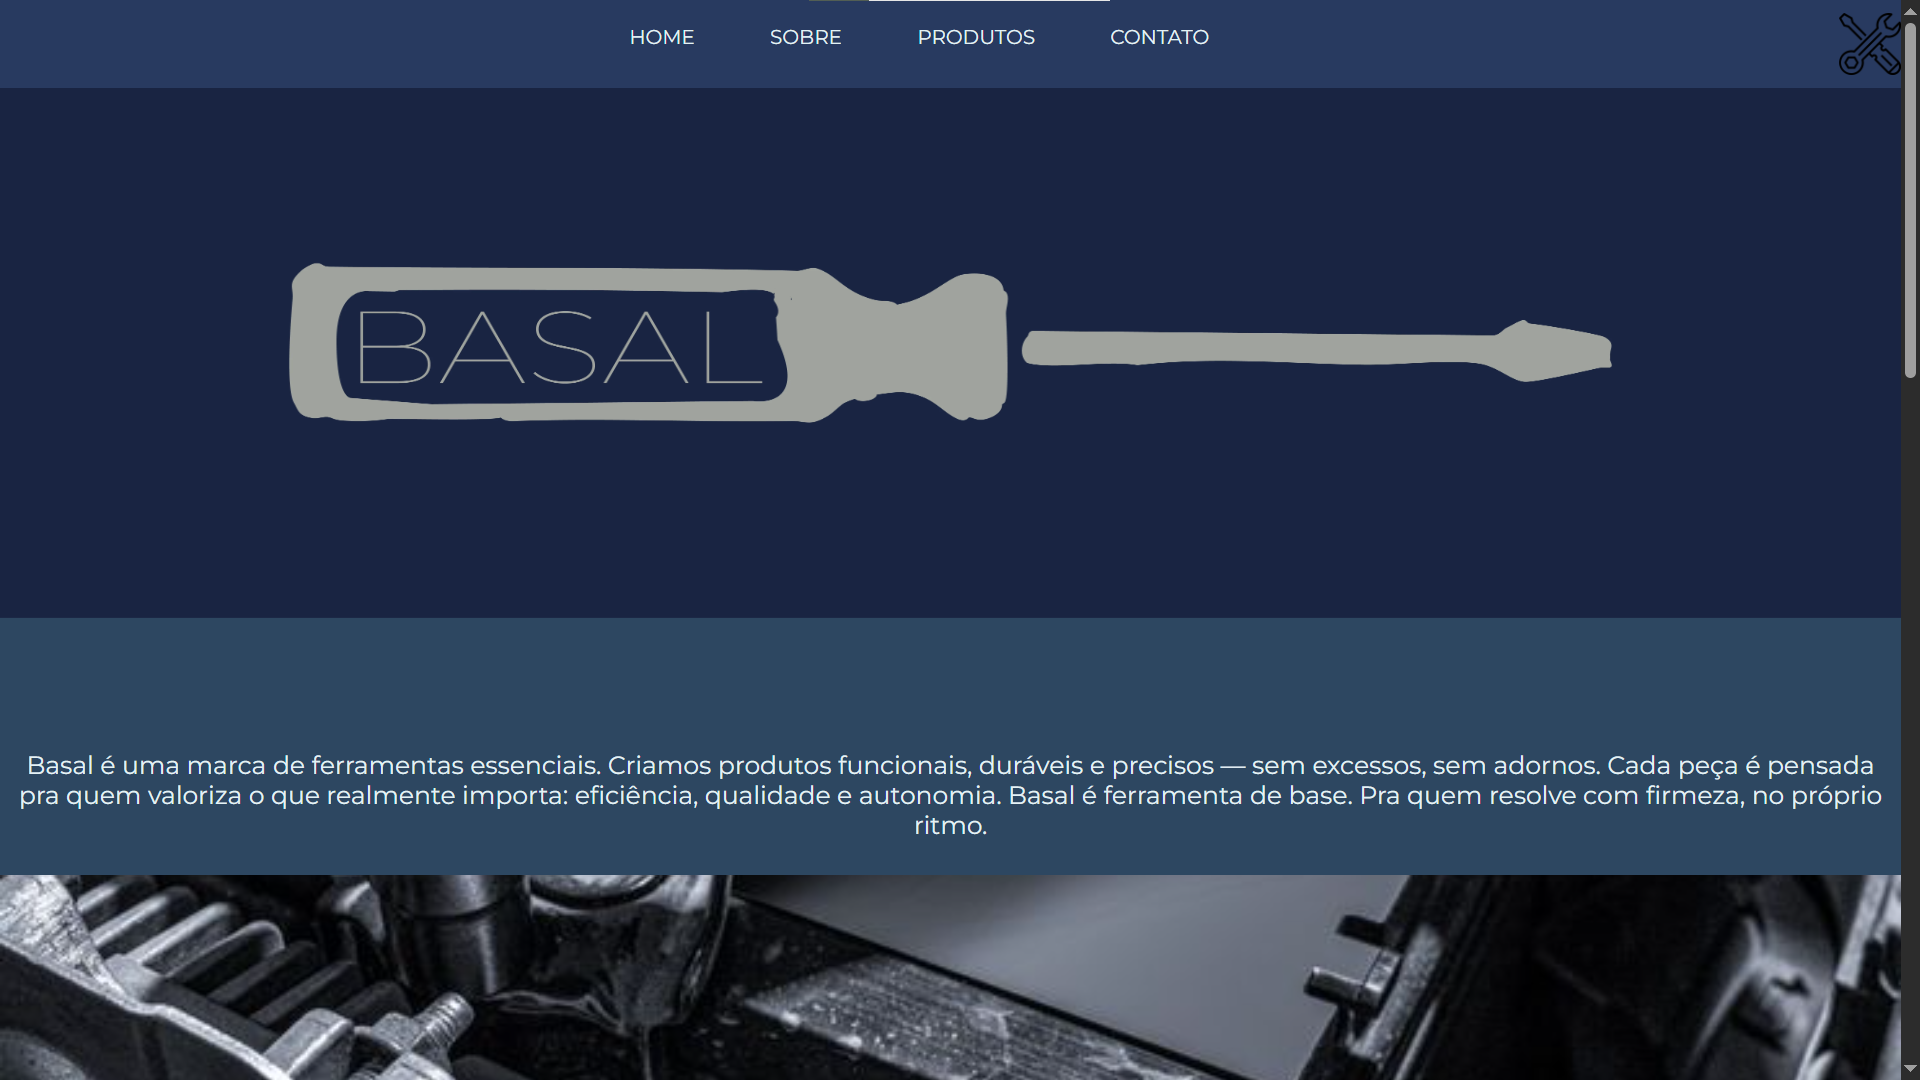 HOME SOBRE PRODUTOS CONTATO
BASAL
Basal é uma marca de ferramentas essenciais. Criamos produtos funcionais, duráveis e precisos — sem excessos, sem adornos. Cada peça é pensada
pra quem valoriza o que realmente importa: eficiência, qualidade e autonomia. Basal é ferramenta de base. Pra quem resolve com firmeza, no próprio
ritmo.